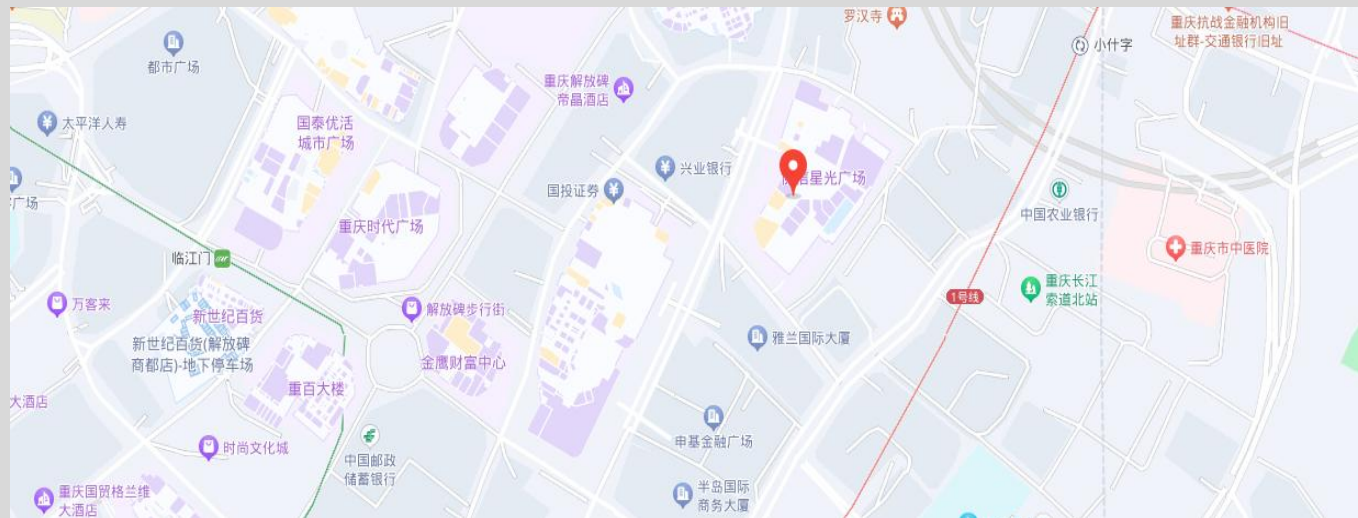 罗汉寺
重庆抗战金融机构旧
址群-交通银行旧址
小什字
都市广场
重庆解放碑
帝昌酒店
太平洋人寿
国泰优活
城市广场
兴业银行
星光广场
国投证券
广场
中国农业银行
重庆时代广场
重庆市中医院
临江门
重庆长江
索道北站
1号线
万客来
解放碑步行街
新世纪百货
雅兰国际大厦
新世纪百货(解放碑
商都店)-地下停车场
金鹰财富中心
重百大楼
大酒店
申基金融广场
时尚文化城
中国邮政
储蓄银行
半岛国际
商务大厦
重庆国贸格兰维
大酒店